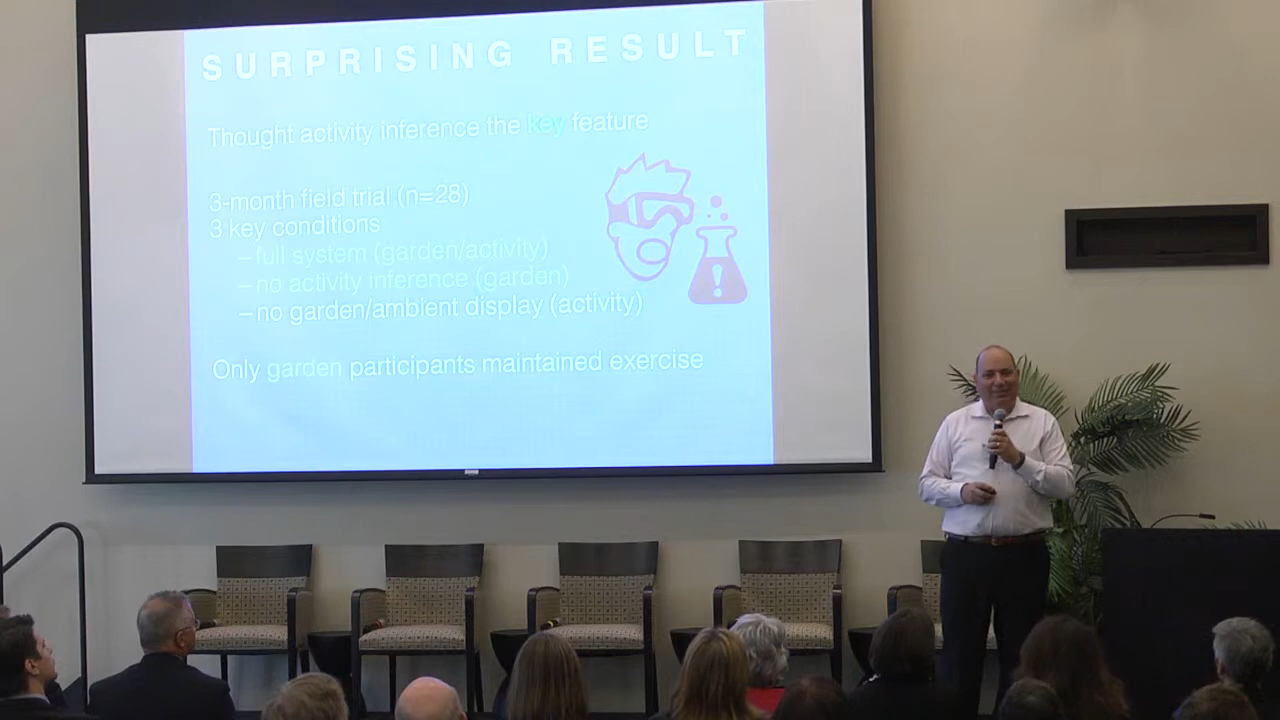 SURPRISING RESULT
Thought activity inference the key feature
3-month field trial (n=28)
3 key conditions
–full system (garden/activity)
–no activity inference (garden)
–no garden/ambient display (activity)
Only garden participants maintained exercise
!